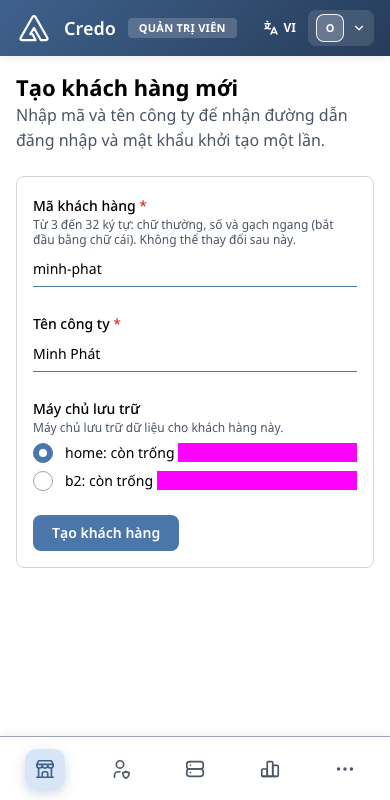 Credo
QUẢN TRỊ VIÊN
VI
O
Tạo khách hàng mới
Nhập mã và tên công ty để nhận đường dẫn
đăng nhập và mật khẩu khởi tạo một lần.
Mã khách hàng *
Từ 3 đến 32 ký tự: chữ thường, số và gạch ngang (bắt
đầu bằng chữ cái). Không thể thay đổi sau này.
minh-phat
Tên công ty *
Minh Phát
Máy chủ lưu trữ
Máy chủ lưu trữ dữ liệu cho khách hàng này.
home: còn trống
b2: còn trống
Tạo khách hàng